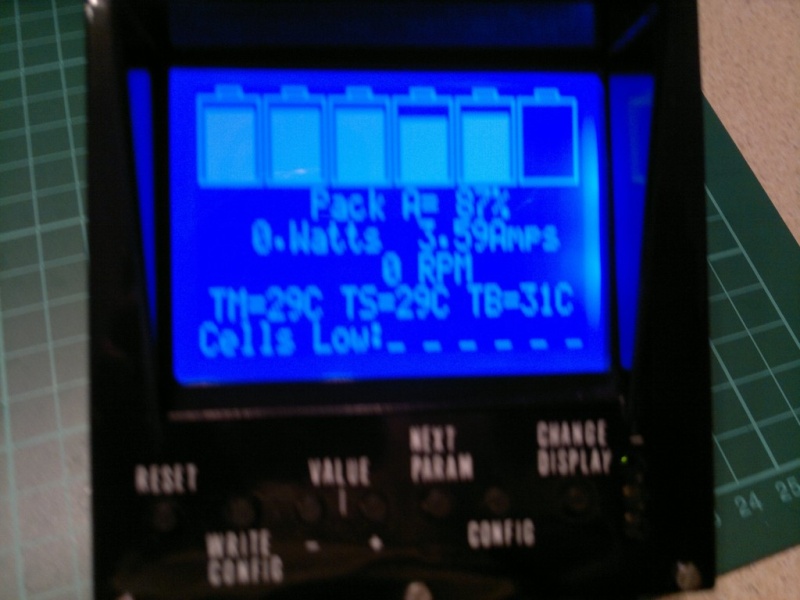 Pack A= 87%
0.Watts 3.59Amps
0 RPM
TM=29C TS=29C TB=31C
Cells Low:_ _ _ _ _ _
RESET
WRITE CONFIG
VALUE
- +
NEXT PARAM
CONFIG
CHANGE DISPLAY
24 25